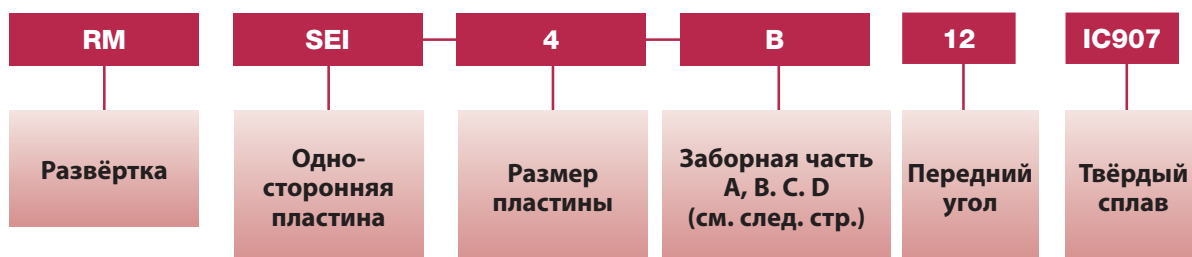 RM SEI 4 B 12 IC907
Развёртка
Одно-
сторонняя
пластина
Размер
пластины
Заборная часть
A, B. C. D
(см. след. стр.)
Передний
угол
Твёрдый
сплав